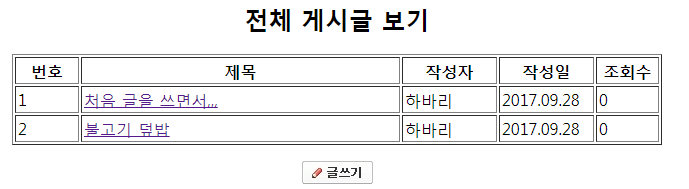 전체 게시글 보기
번호 제목 작성자 작성일 조회수
1 처음 글을 쓰면서,,, 하바리 2017.09.28 0
2 불고기 덮밥 하바리 2017.09.28 0
글쓰기